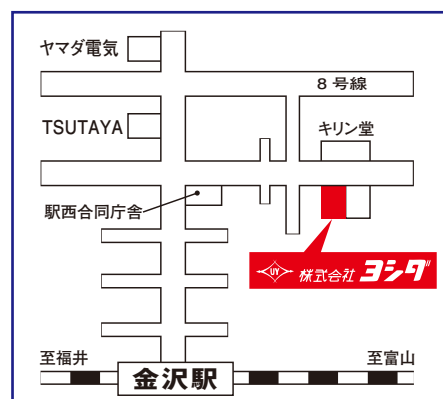 ヤマダ電気
8号線
TSUTAYA
キリン堂
駅西合同庁舎
UY 株式会社 ヨシダ
至福井
至富山
金沢駅